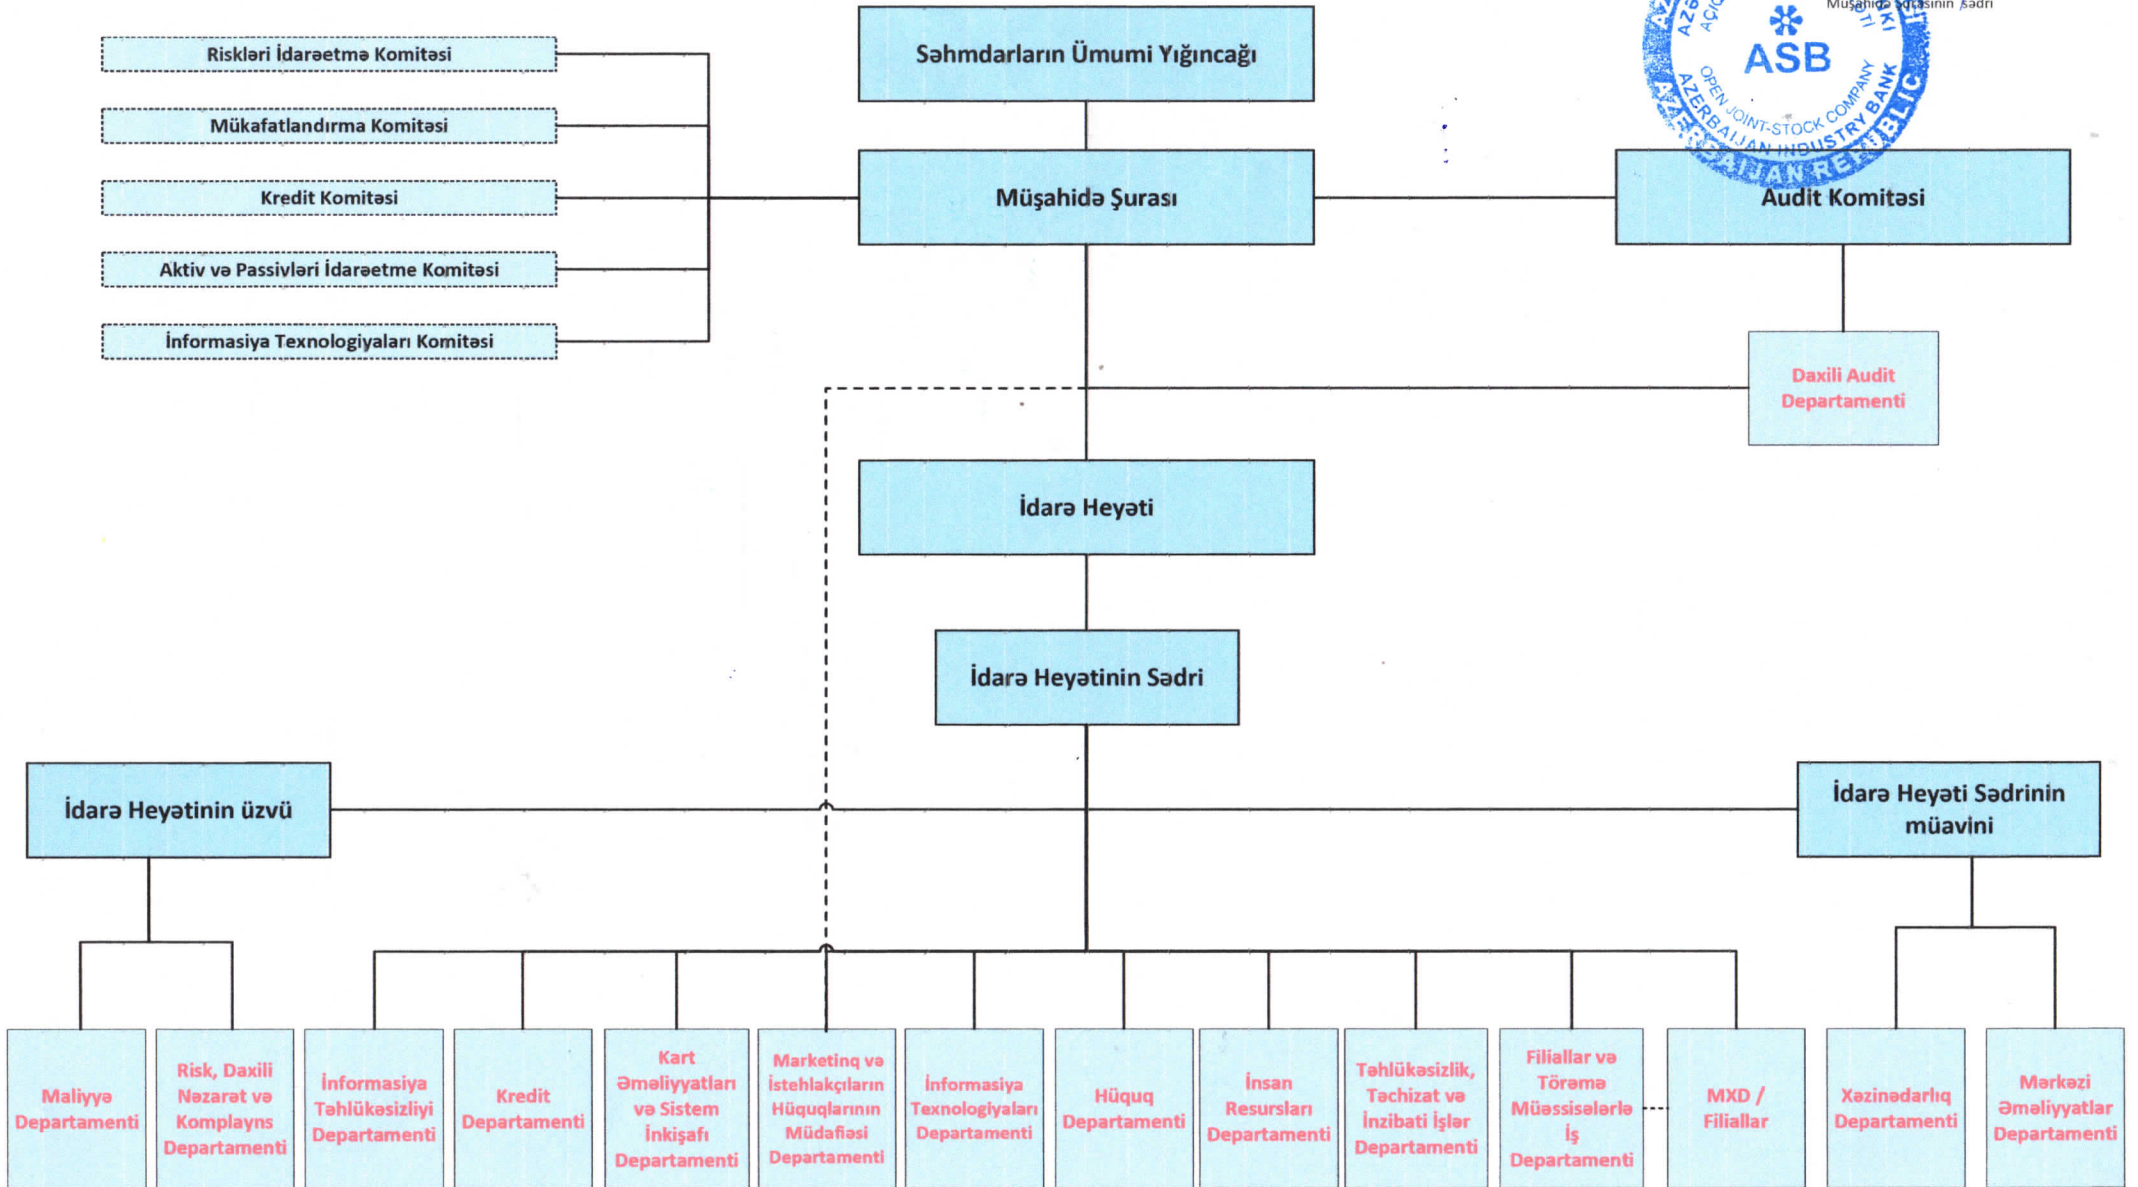 Müşahidə Şurasının sədri
ASB
OPEN JOINT-STOCK COMPANY
AZERBAIJAN INDUSTRY BANK
Riskləri İdarəetmə Komitəsi
Mükafatlandırma Komitəsi
Kredit Komitəsi
Aktiv və Passivləri İdarəetme Komitəsi
İnformasiya Texnologiyaları Komitəsi
Səhmdarların Ümumi Yığıncağı
Müşahidə Şurası
Audit Komitəsi
Daxili Audit
Departamenti
İdarə Heyəti
İdarə Heyətinin Sədri
İdarə Heyətinin üzvü
İdarə Heyəti Sədrinin
müavini
Maliyyə
Departamenti
Risk, Daxili
Nəzarət və
Komplayns
Departamenti
İnformasiya
Təhlükəsizliyi
Departamenti
Kredit
Departamenti
Kart
Əməliyyatları
və Sistem
İnkişafı
Departamenti
Marketinq və
İstehlakçıların
Hüquqlarının
Müdafiəsi
Departamenti
İnformasiya
Texnologiyaları
Departamenti
Hüquq
Departamenti
İnsan
Resursları
Departamenti
Təhlükəsizlik,
Təchizat və
İnzibati İşlər
Departamenti
Filiallar və
Törəmə
Müəssisələrlə
İş
Departamenti
MXD /
Filiallar
Xəzinədarlıq
Departamenti
Mərkəzi
Əməliyyatlar
Departamenti